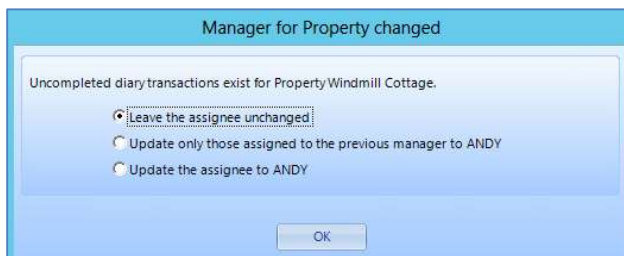 Manager for Property changed
Uncompleted diary transactions exist for Property Windmill Cottage.
Leave the assignee unchanged
Update only those assigned to the previous manager to ANDY
Update the assignee to ANDY
OK